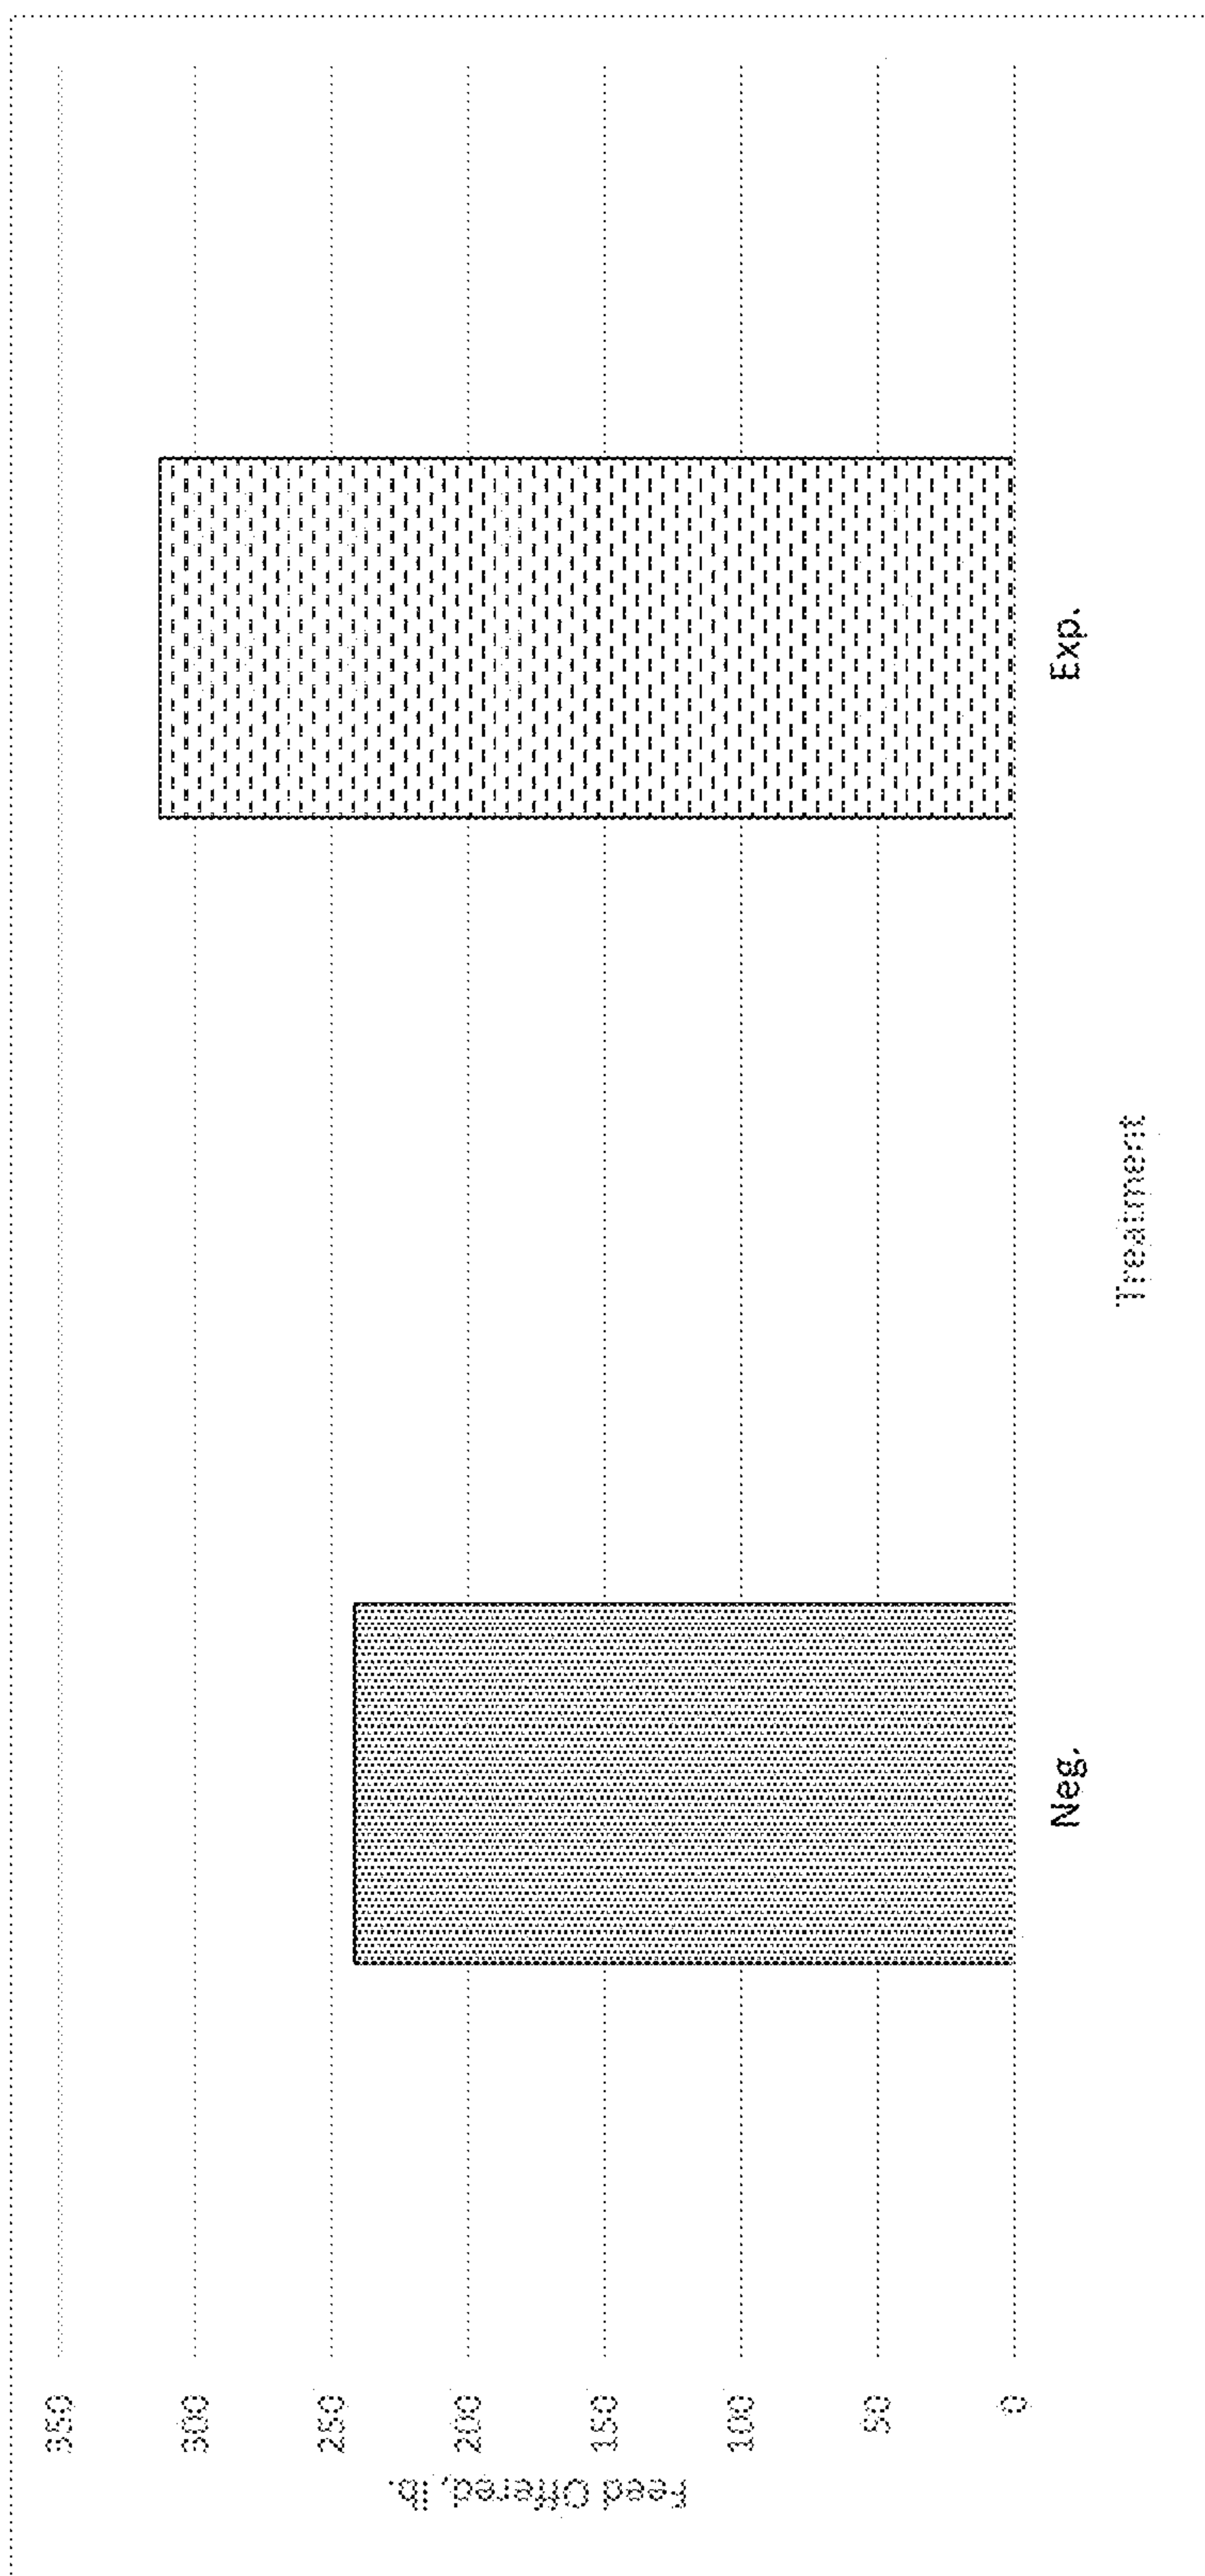 Feed Offered, lb.
350
300
250
200
150
100
50
0
Neg.
Exp.
Treatment